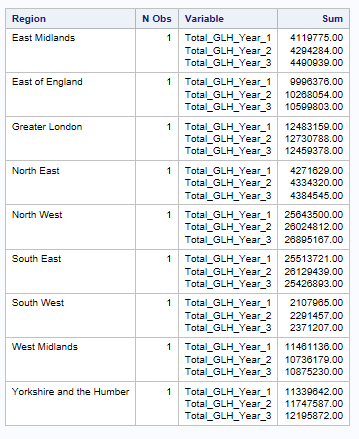 Region N Obs Variable Sum
East Midlands 1 Total_GLH_Year_1 4119775.00
Total_GLH_Year_2 4294284.00
Total_GLH_Year_3 4490939.00
East of England 1 Total_GLH_Year_1 9996376.00
Total_GLH_Year_2 10268054.00
Total_GLH_Year_3 10599803.00
Greater London 1 Total_GLH_Year_1 12483159.00
Total_GLH_Year_2 12730788.00
Total_GLH_Year_3 12459378.00
North East 1 Total_GLH_Year_1 4271629.00
Total_GLH_Year_2 4334320.00
Total_GLH_Year_3 4384545.00
North West 1 Total_GLH_Year_1 25643500.00
Total_GLH_Year_2 26024812.00
Total_GLH_Year_3 26895167.00
South East 1 Total_GLH_Year_1 25513721.00
Total_GLH_Year_2 26129439.00
Total_GLH_Year_3 25426893.00
South West 1 Total_GLH_Year_1 2107965.00
Total_GLH_Year_2 2291457.00
Total_GLH_Year_3 2371207.00
West Midlands 1 Total_GLH_Year_1 11461136.00
Total_GLH_Year_2 10736179.00
Total_GLH_Year_3 10875230.00
Yorkshire and the Humber 1 Total_GLH_Year_1 11339642.00
Total_GLH_Year_2 11747587.00
Total_GLH_Year_3 12195872.00